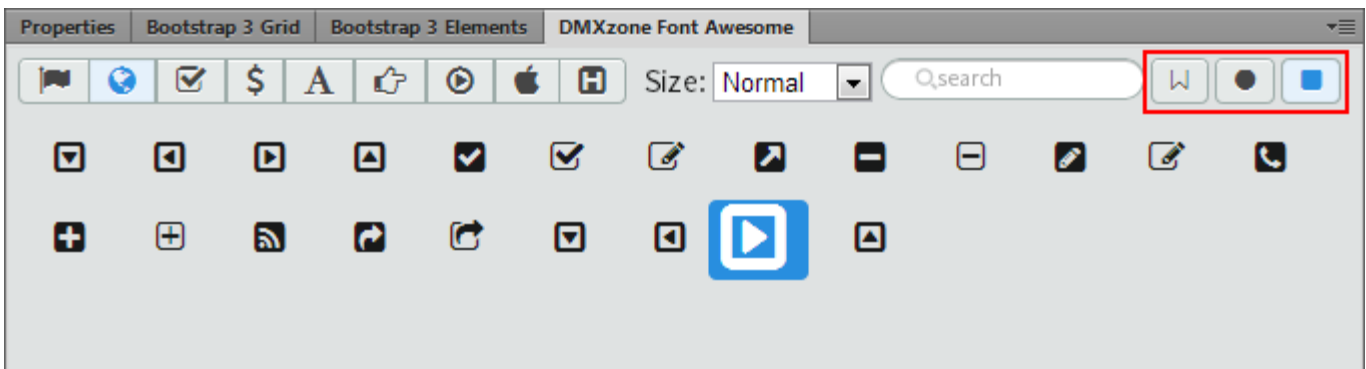 Properties Bootstrap 3 Grid Bootstrap 3 Elements DMXzone Font Awesome
$ A H Size: Normal search